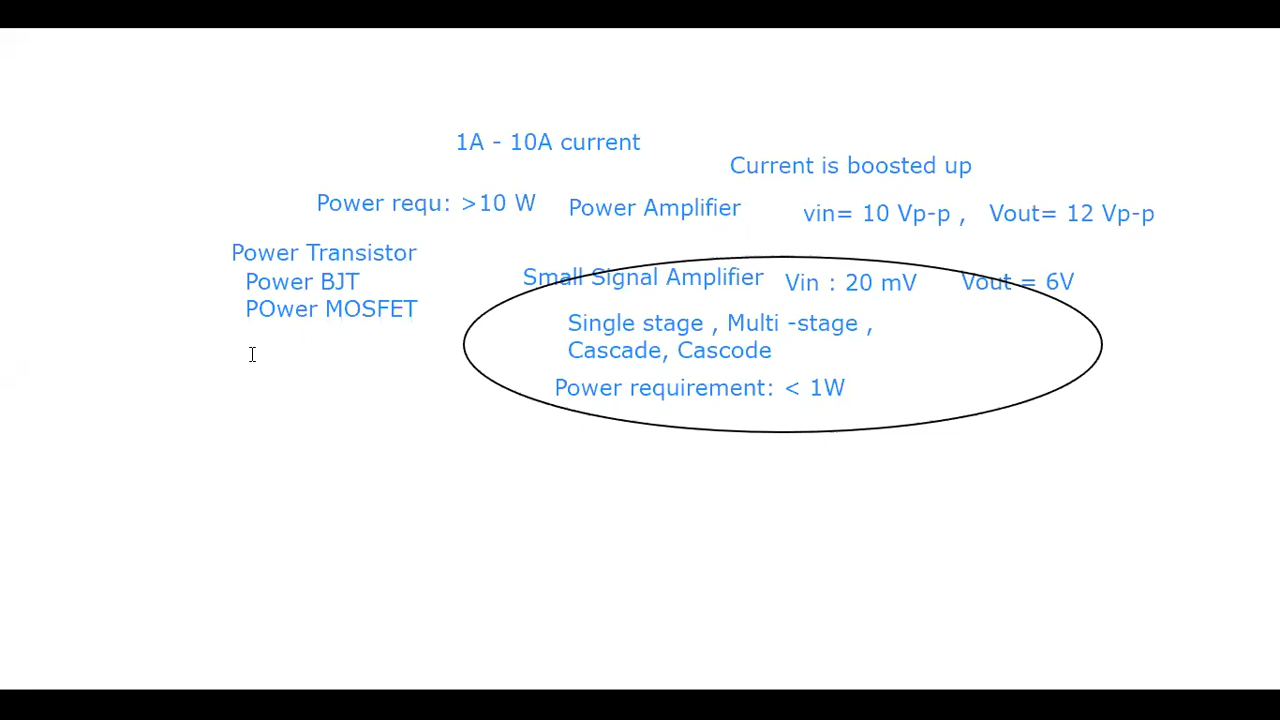 1A - 10A current
Current is boosted up
Power requ: >10 W
Power Amplifier
vin= 10 Vp-p , Vout= 12 Vp-p
Power Transistor
Power BJT
POwer MOSFET
Small Signal Amplifier
Vin : 20 mV
Vout = 6V
Single stage , Multi -stage ,
Cascade, Cascode
Power requirement: < 1W